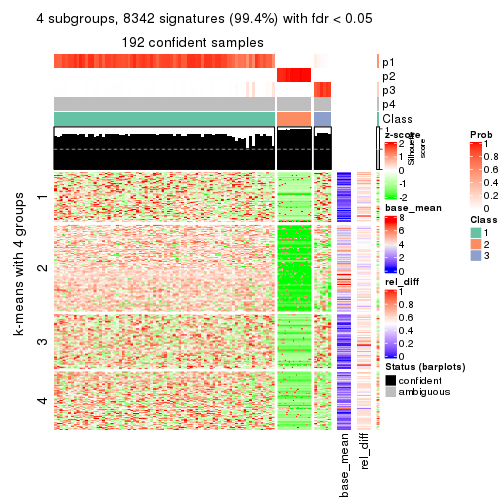 4 subgroups, 8342 signatures (99.4%) with fdr < 0.05
192 confident samples
p1
p2
p3
p4
Class
1
Silhouette
score
k-means with 4 groups
1
2
3
4
base_mean
rel_diff
z-score
2
1
0
-1
-2
base_mean
8
6
4
2
0
rel_diff
1
0.8
0.6
0.4
0.2
0
Status (barplots)
confident
ambiguous
Prob
1
0.8
0.6
0.4
0.2
0
Class
1
2
3